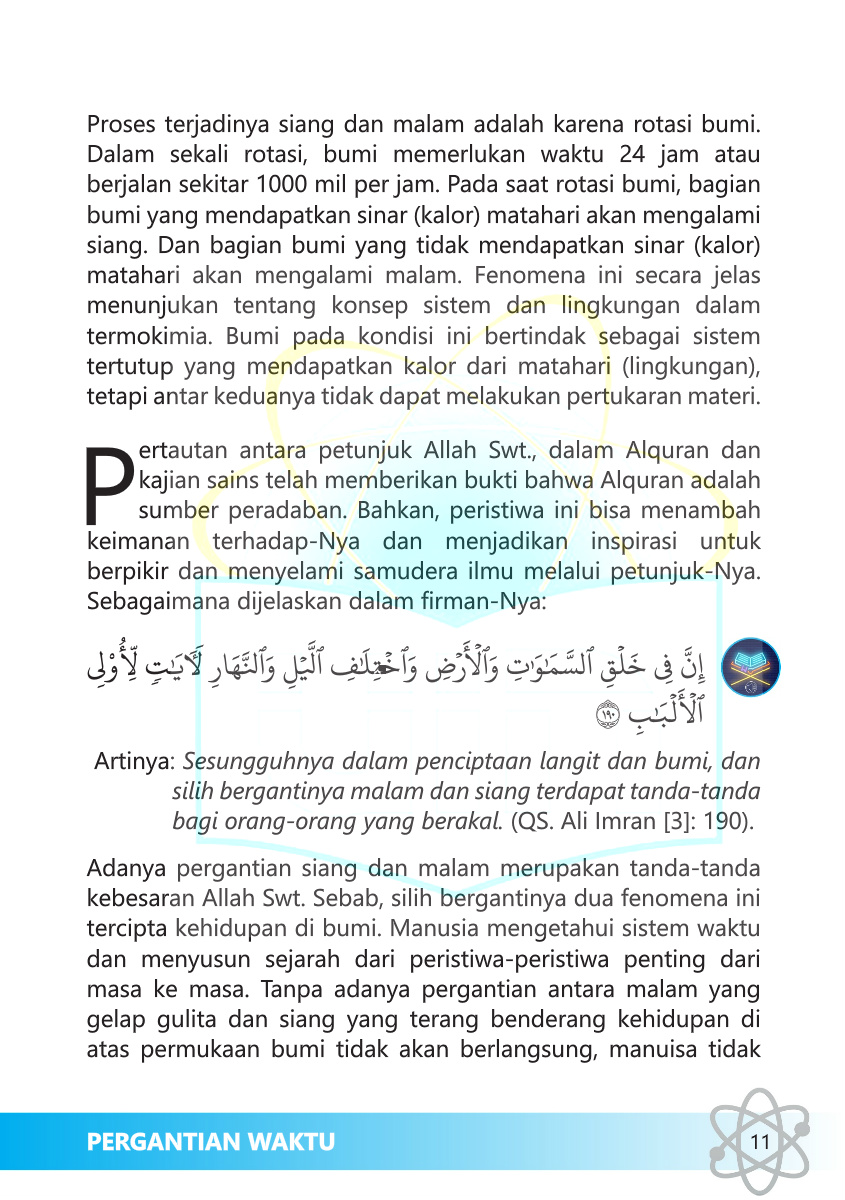 Proses terjadinya siang dan malam adalah karena rotasi bumi.
Dalam sekali rotasi, bumi memerlukan waktu 24 jam atau
berjalan sekitar 1000 mil per jam. Pada saat rotasi bumi, bagian
bumi yang mendapatkan sinar (kalor) matahari akan mengalami
siang. Dan bagian bumi yang tidak mendapatkan sinar (kalor)
matahari akan mengalami malam. Fenomena ini secara jelas
menunjukan tentang konsep sistem dan lingkungan dalam
termokimia. Bumi pada kondisi ini bertindak sebagai sistem
tertutup yang mendapatkan kalor dari matahari (lingkungan),
tetapi antar keduanya tidak dapat melakukan pertukaran materi.
Pertautan antara petunjuk Allah Swt., dalam Alquran dan
kajian sains telah memberikan bukti bahwa Alquran adalah
sumber peradaban. Bahkan, peristiwa ini bisa menambah
keimanan terhadap-Nya dan menjadikan inspirasi untuk
berpikir dan menyelami samudera ilmu melalui petunjuk-Nya.
Sebagaimana dijelaskan dalam firman-Nya:
إِنَّ فِي خَلْقِ ٱلسَّمَٰوَٰتِ وَٱلْأَرْضِ وَٱخْتِلَٰفِ ٱلَّيْلِ وَٱلنَّهَارِ لَأٓيَٰتٖ لِّأُوْلِي
ٱلْأَلْبَٰبِ ١٩٠
Artinya: Sesungguhnya dalam penciptaan langit dan bumi, dan
silih bergantinya malam dan siang terdapat tanda-tanda
bagi orang-orang yang berakal. (QS. Ali Imran [3]: 190).
Adanya pergantian siang dan malam merupakan tanda-tanda
kebesaran Allah Swt. Sebab, silih bergantinya dua fenomena ini
tercipta kehidupan di bumi. Manusia mengetahui sistem waktu
dan menyusun sejarah dari peristiwa-peristiwa penting dari
masa ke masa. Tanpa adanya pergantian antara malam yang
gelap gulita dan siang yang terang benderang kehidupan di
atas permukaan bumi tidak akan berlangsung, manuisa tidak
PERGANTIAN WAKTU
11